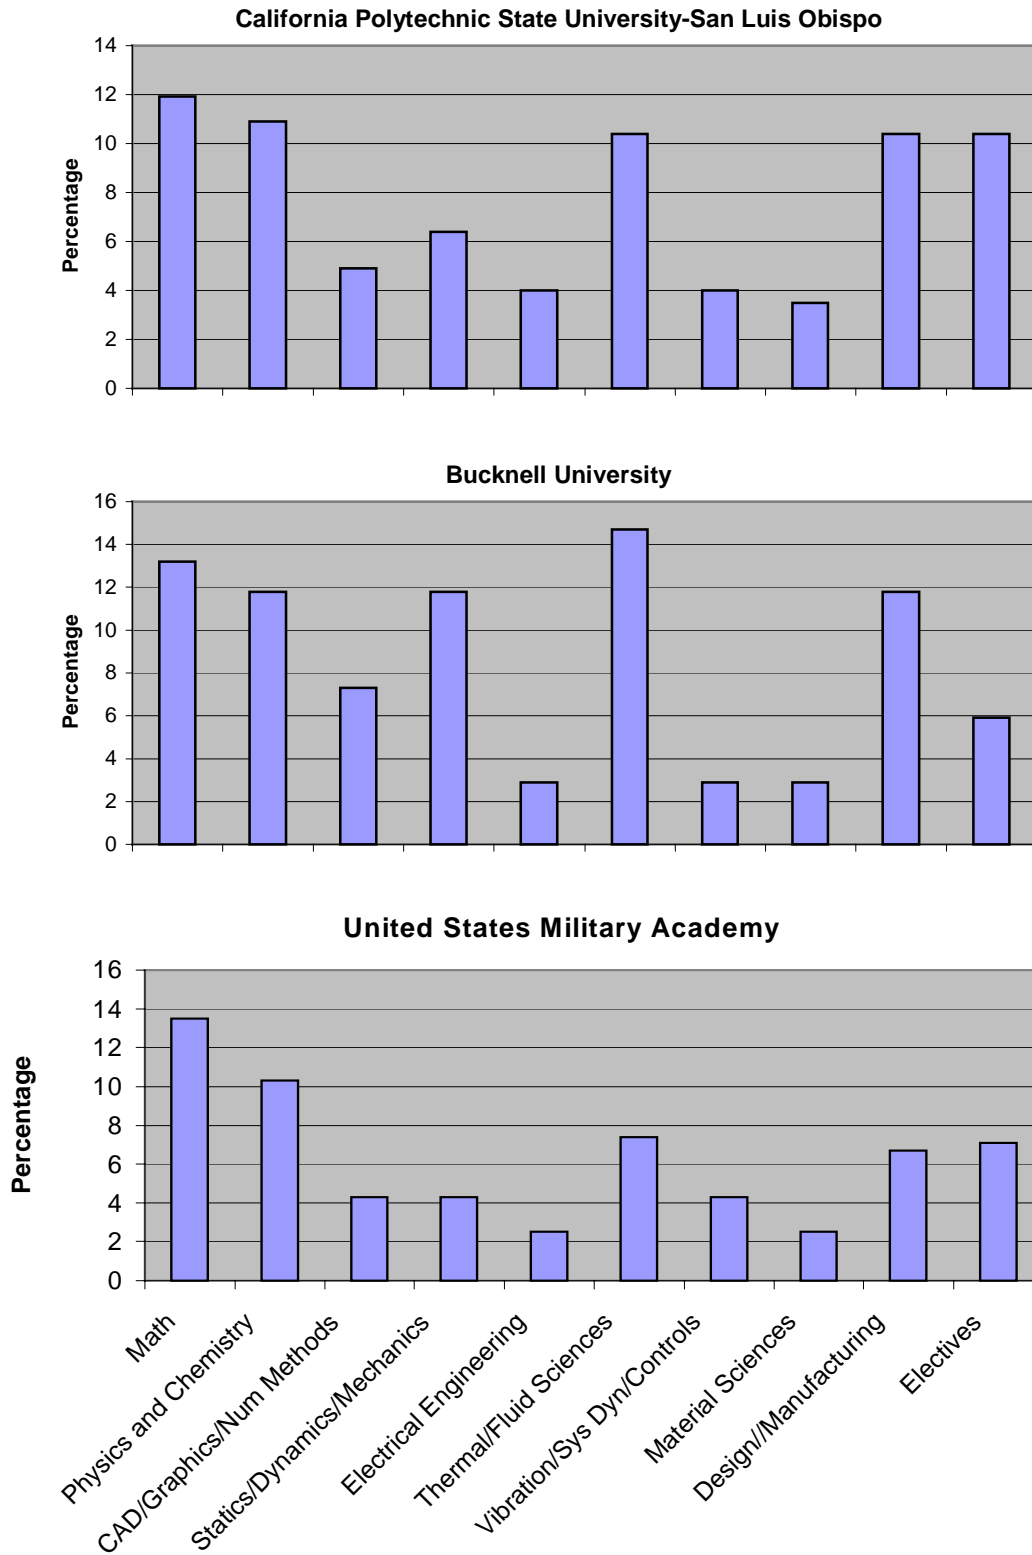 California Polytechnic State University-San Luis Obispo
14
12
10
8
6
4
2
0
Percentage
Bucknell University
16
14
12
10
8
6
4
2
0
Percentage
United States Military Academy
16
14
12
10
8
6
4
2
0
Percentage
Math
Physics and Chemistry
CAD/Graphics/Num Methods
Statics/Dynamics/Mechanics
Electrical Engineering
Thermal/Fluid Sciences
Vibration/Sys Dyn/Controls
Material Sciences
Design//Manufacturing
Electives